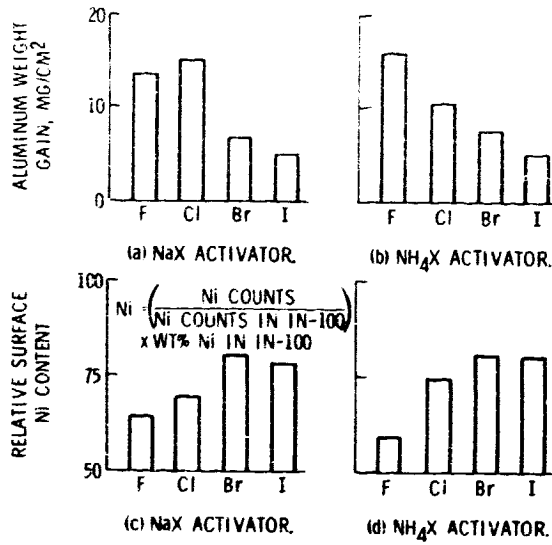 20
10
0
ALUMINUM WEIGHT
GAIN, MG/CM2
F Cl Br I
F Cl Br I
(a) NaX ACTIVATOR.
(b) NH4X ACTIVATOR.
100
75
50
RELATIVE SURFACE
Ni CONTENT
Ni = (Ni COUNTS
Ni COUNTS IN IN-100)
x WT% Ni IN IN-100
F Cl Br I
F Cl Br I
(c) NaX ACTIVATOR.
(d) NH4X ACTIVATOR.